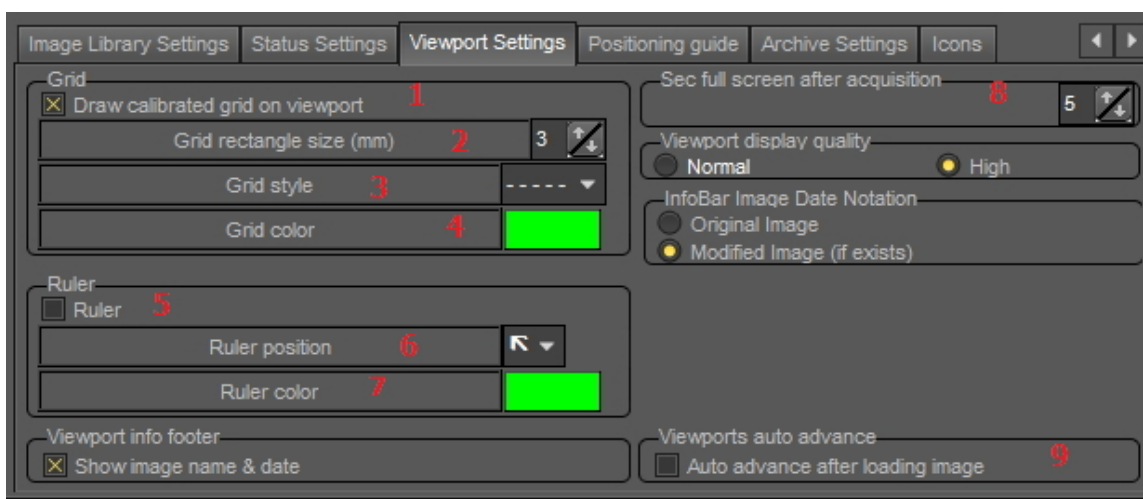 Image Library Settings Status Settings Viewport Settings Positioning guide Archive Settings Icons
Grid
Draw calibrated grid on viewport 1
Grid rectangle size (mm) 2 3
Grid style 3 -----
Grid color 4
Ruler
Ruler 5
Ruler position 6
Ruler color 7
Viewport info footer
Show image name & date
Sec full screen after acquisition 8
5
Viewport display quality
Normal High
InfoBar Image Date Notation
Original Image
Modified Image (if exists)
Viewports auto advance
Auto advance after loading image 9